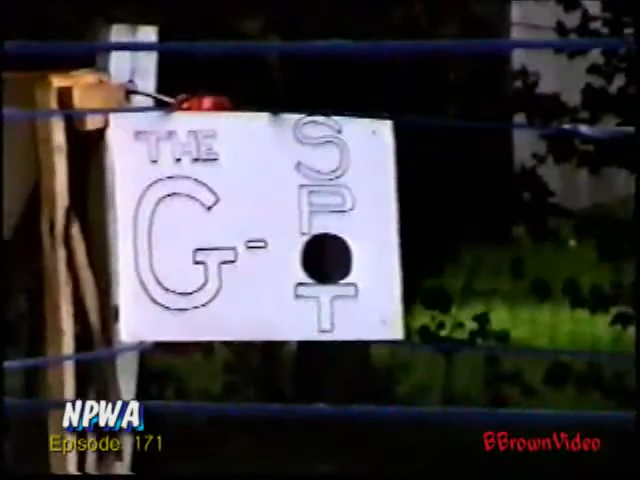 THE
G-
SPOT
NPWA
Episode 171
BBrownVideo